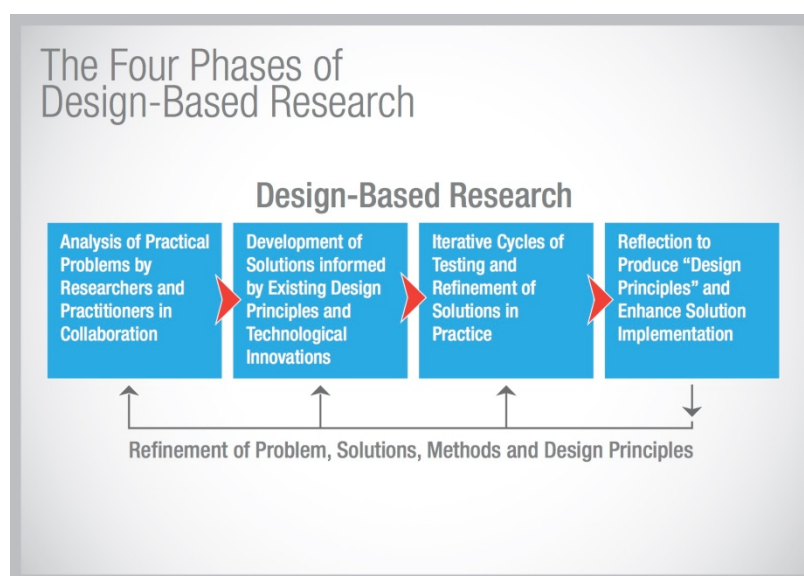 The Four Phases of
Design-Based Research
Design-Based Research
Analysis of Practical
Problems by
Researchers and
Practitioners in
Collaboration
Development of
Solutions informed
by Existing Design
Principles and
Technological
Innovations
Iterative Cycles of
Testing and
Refinement of
Solutions in
Practice
Reflection to
Produce “Design
Principles” and
Enhance Solution
Implementation
Refinement of Problem, Solutions, Methods and Design Principles